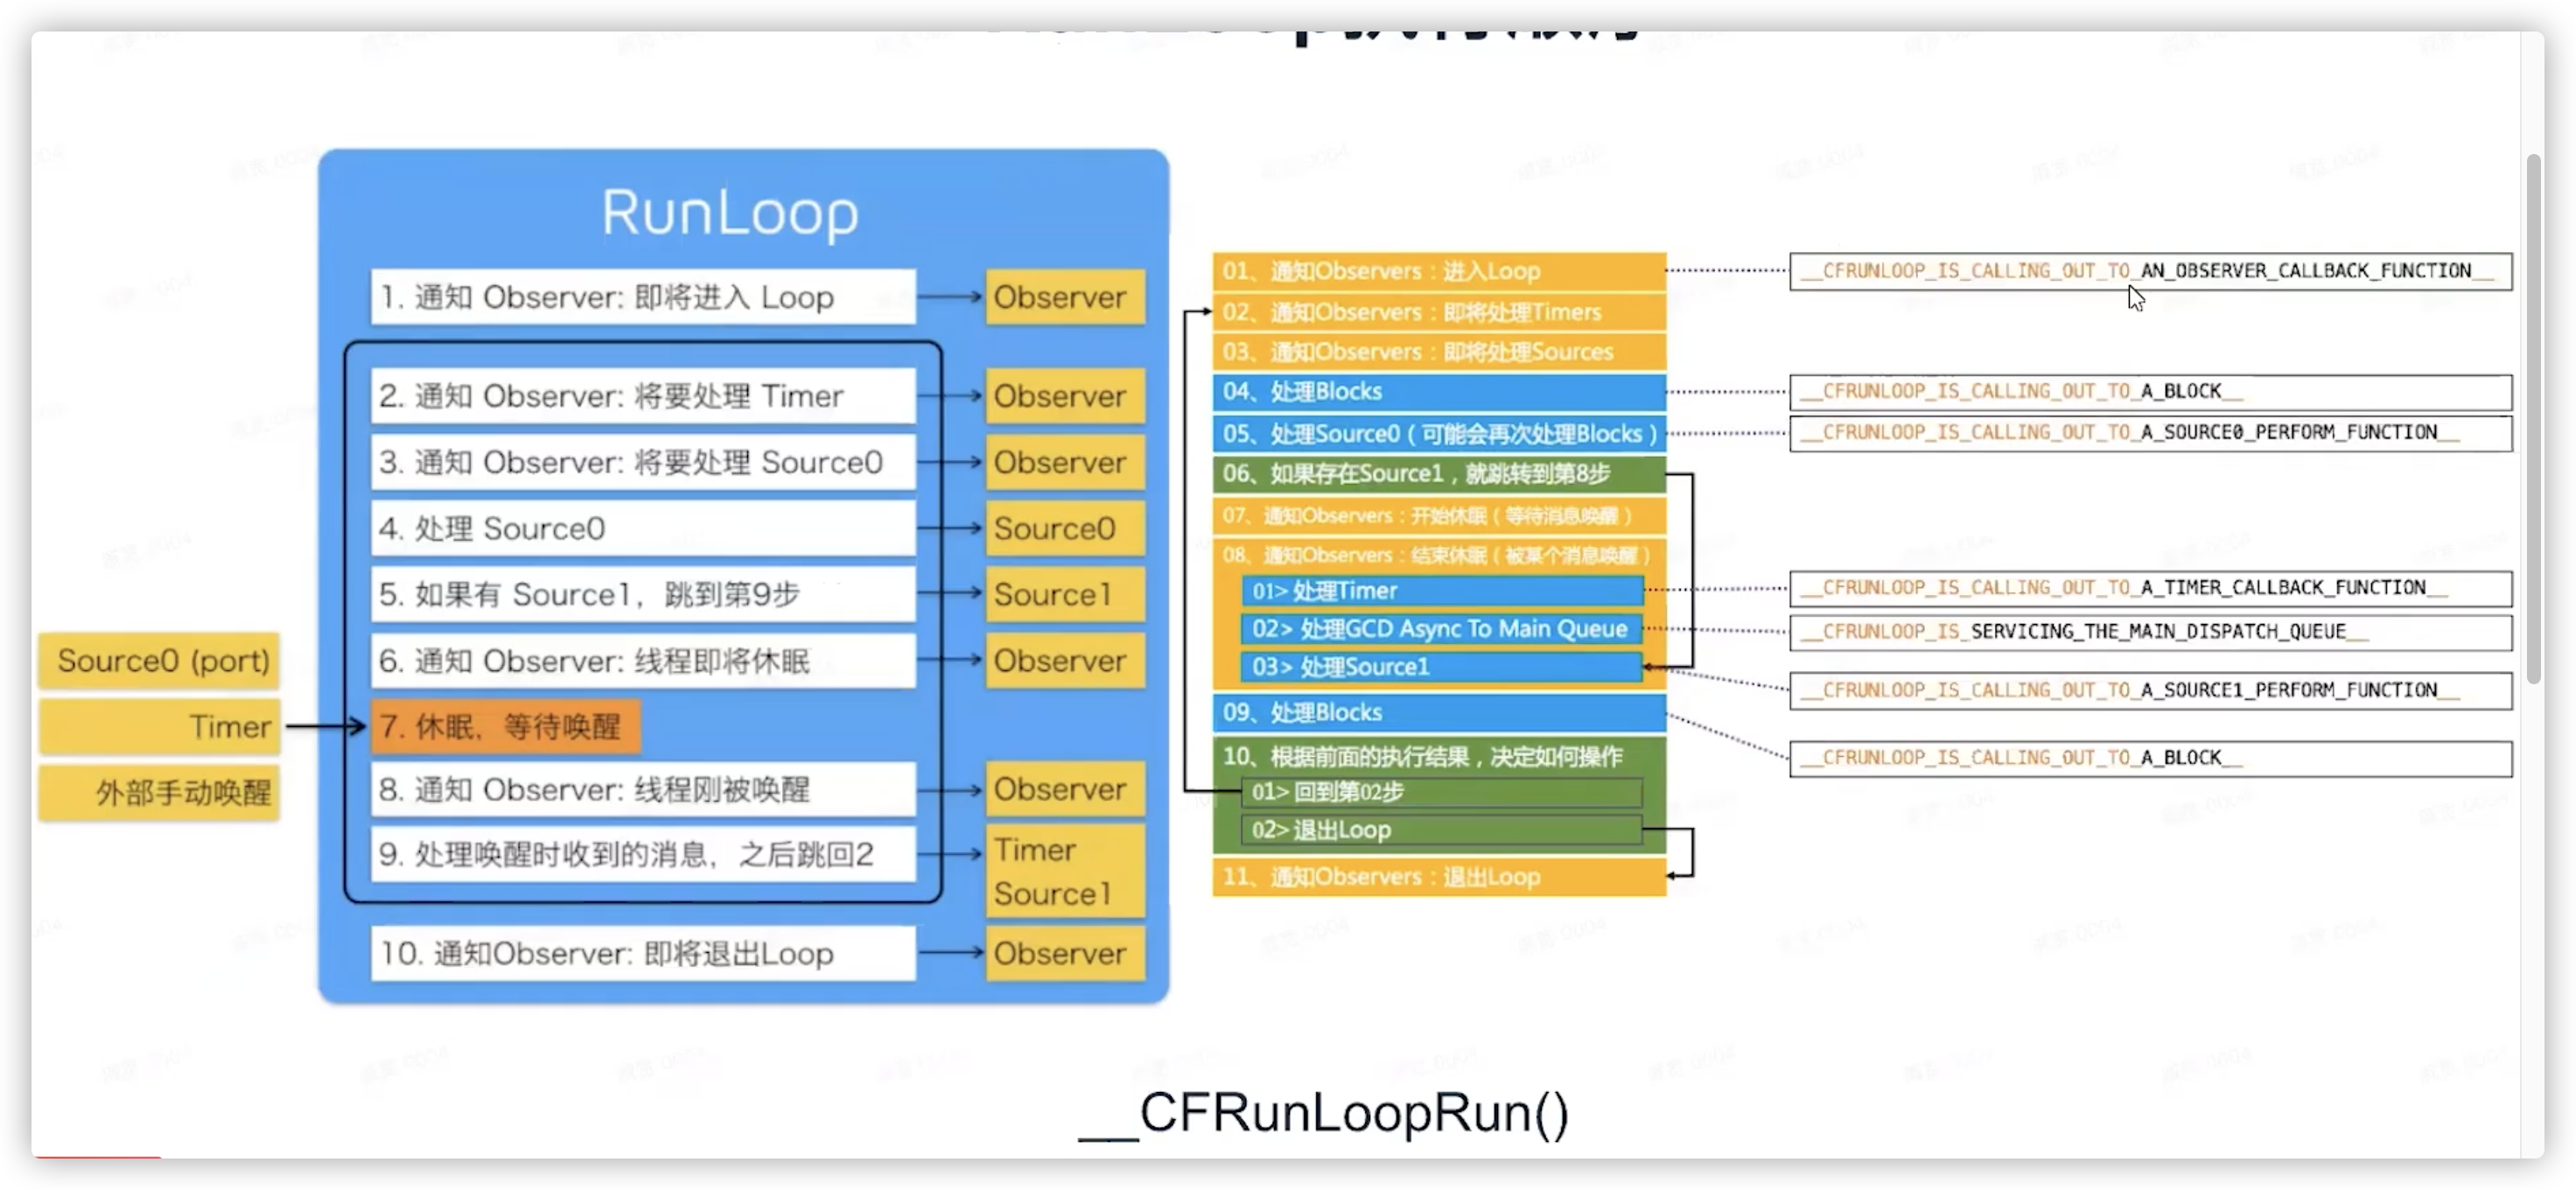 RunLoop
1. 通知 Observer: 即将进入 Loop
Observer
2. 通知 Observer: 将要处理 Timer
Observer
3. 通知 Observer: 将要处理 Source0
Observer
4. 处理 Source0
Source0
5. 如果有 Source1，跳到第9步
Source1
6. 通知 Observer: 线程即将休眠
Observer
Source0 (port)
Timer
外部手动唤醒
7. 休眠，等待唤醒
8. 通知 Observer: 线程刚被唤醒
Observer
9. 处理唤醒时收到的消息，之后跳回2
Timer
Source1
10. 通知Observer: 即将退出Loop
Observer
01、通知Observers：进入Loop
__CFRUNLOOP_IS_CALLING_OUT_TO_AN_OBSERVER_CALLBACK_FUNCTION__
02、通知Observers：即将处理Timers
03、通知Observers：即将处理Sources
04、处理Blocks
__CFRUNLOOP_IS_CALLING_OUT_TO_A_BLOCK__
05、处理Source0（可能会再次处理Blocks）
__CFRUNLOOP_IS_CALLING_OUT_TO_A_SOURCE0_PERFORM_FUNCTION__
06、如果存在Source1，就跳转到第8步
07、通知Observers：开始休眠（等待消息唤醒）
08、通知Observers：结束休眠（被某个消息唤醒）
01> 处理Timer
__CFRUNLOOP_IS_CALLING_OUT_TO_A_TIMER_CALLBACK_FUNCTION__
02> 处理GCD Async To Main Queue
__CFRUNLOOP_IS_SERVICING_THE_MAIN_DISPATCH_QUEUE__
03> 处理Source1
__CFRUNLOOP_IS_CALLING_OUT_TO_A_SOURCE1_PERFORM_FUNCTION__
09、处理Blocks
__CFRUNLOOP_IS_CALLING_OUT_TO_A_BLOCK__
10、根据前面的执行结果，决定如何操作
01> 回到第02步
02> 退出Loop
11、通知Observers：退出Loop
__CFRunLoopRun()